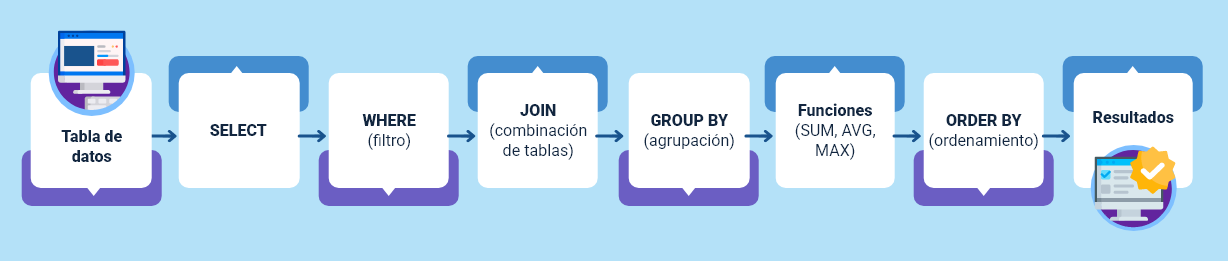 Tabla de
datos
SELECT
WHERE
(filtro)
JOIN
(combinación
de tablas)
GROUP BY
(agrupación)
Funciones
(SUM, AVG,
MAX)
ORDER BY
(ordenamiento)
Resultados